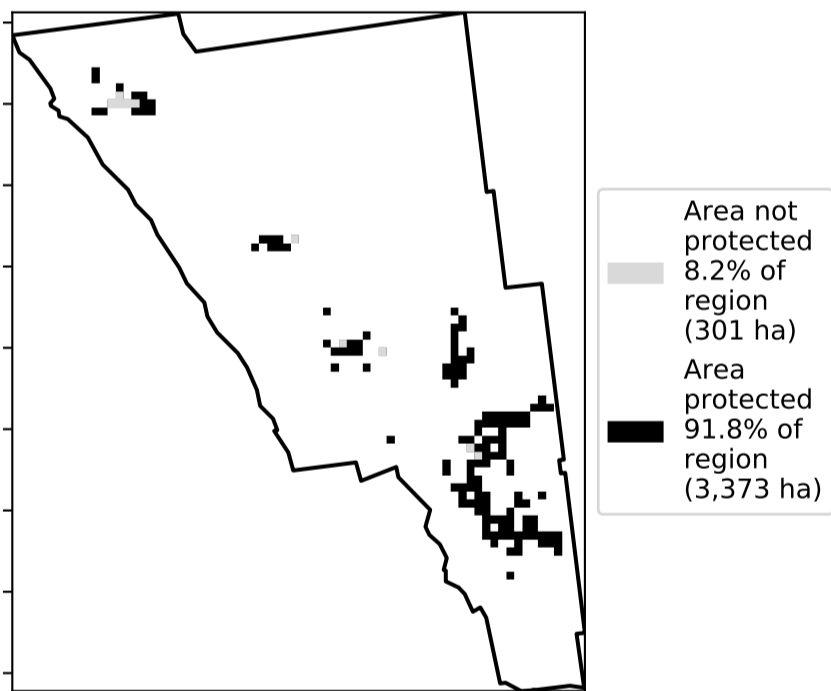 Area not
protected
8.2% of
region
(301 ha)
Area
protected
91.8% of
region
(3,373 ha)